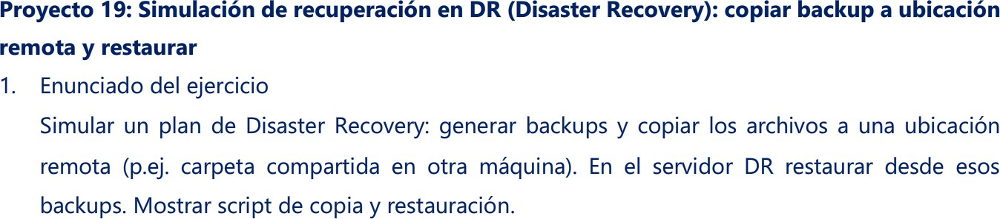 Proyecto 19: Simulación de recuperación en DR (Disaster Recovery): copiar backup a ubicación
remota y restaurar
1. Enunciado del ejercicio
Simular un plan de Disaster Recovery: generar backups y copiar los archivos a una ubicación
remota (p.ej. carpeta compartida en otra máquina). En el servidor DR restaurar desde esos
backups. Mostrar script de copia y restauración.